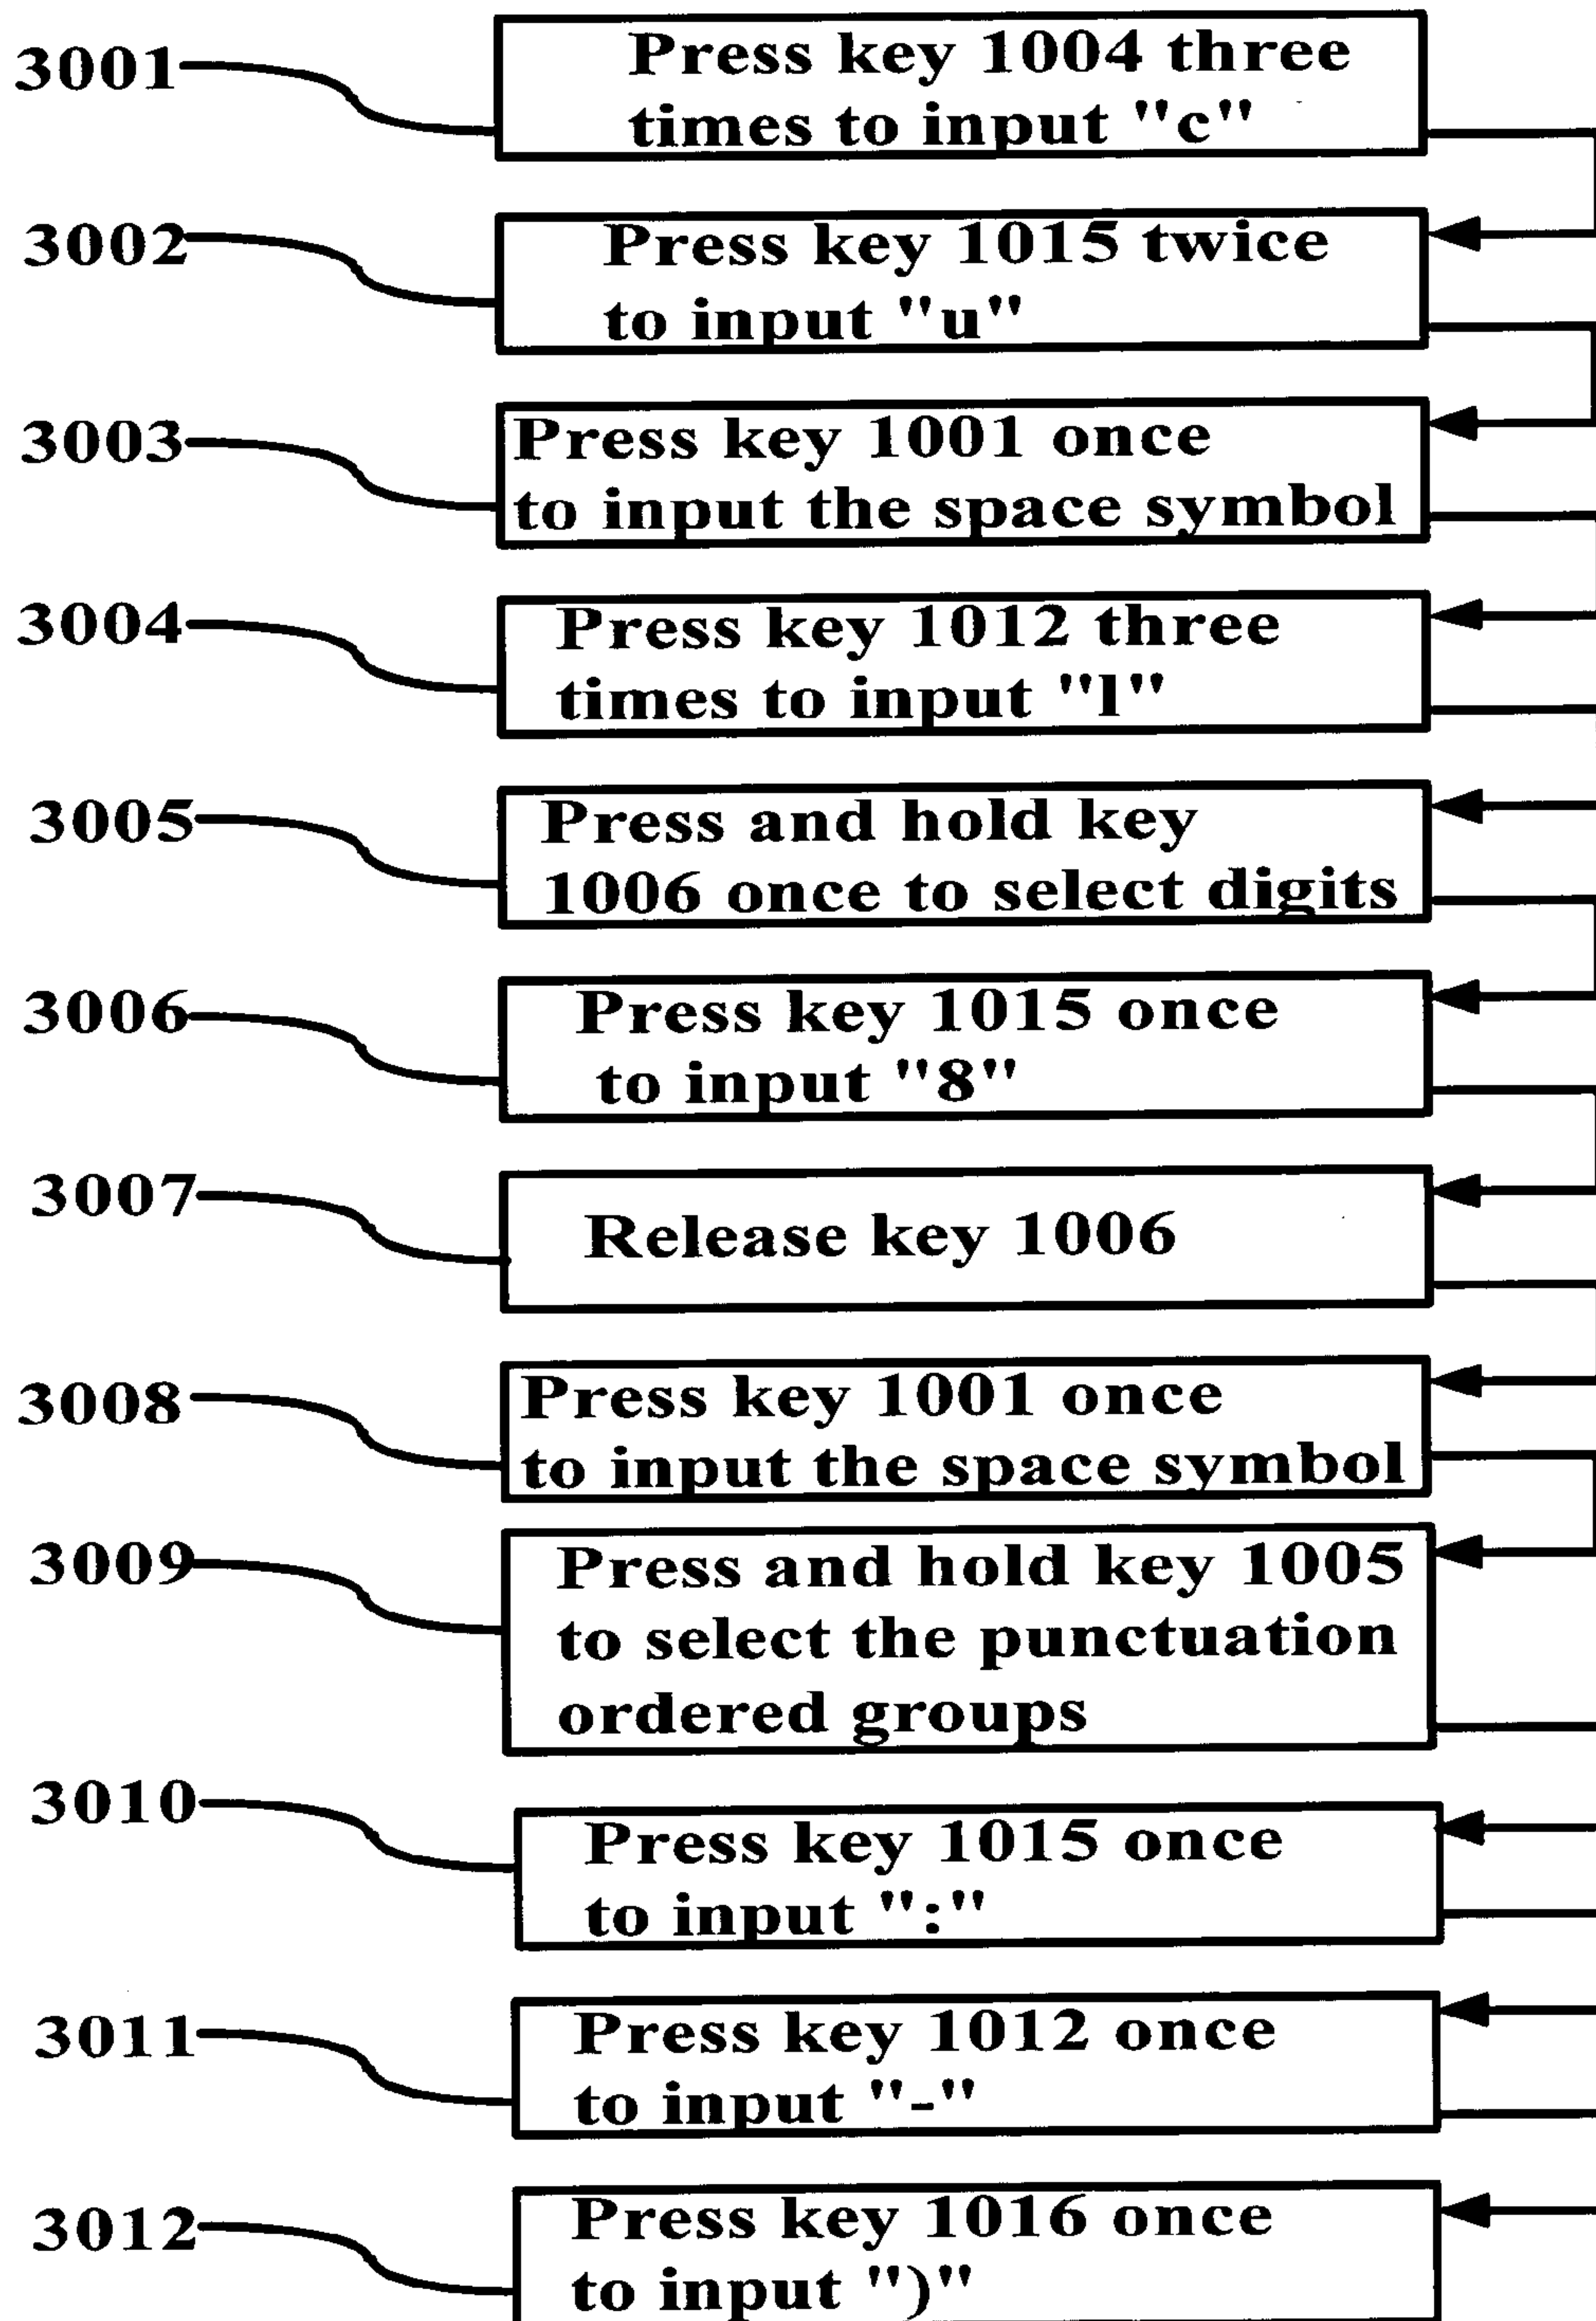 3001
Press key 1004 three
times to input "c"
3002
Press key 1015 twice
to input "u"
3003
Press key 1001 once
to input the space symbol
3004
Press key 1012 three
times to input "l"
3005
Press and hold key
1006 once to select digits
3006
Press key 1015 once
to input "8"
3007
Release key 1006
3008
Press key 1001 once
to input the space symbol
3009
Press and hold key 1005
to select the punctuation
ordered groups
3010
Press key 1015 once
to input ":"
3011
Press key 1012 once
to input "-"
3012
Press key 1016 once
to input ")"